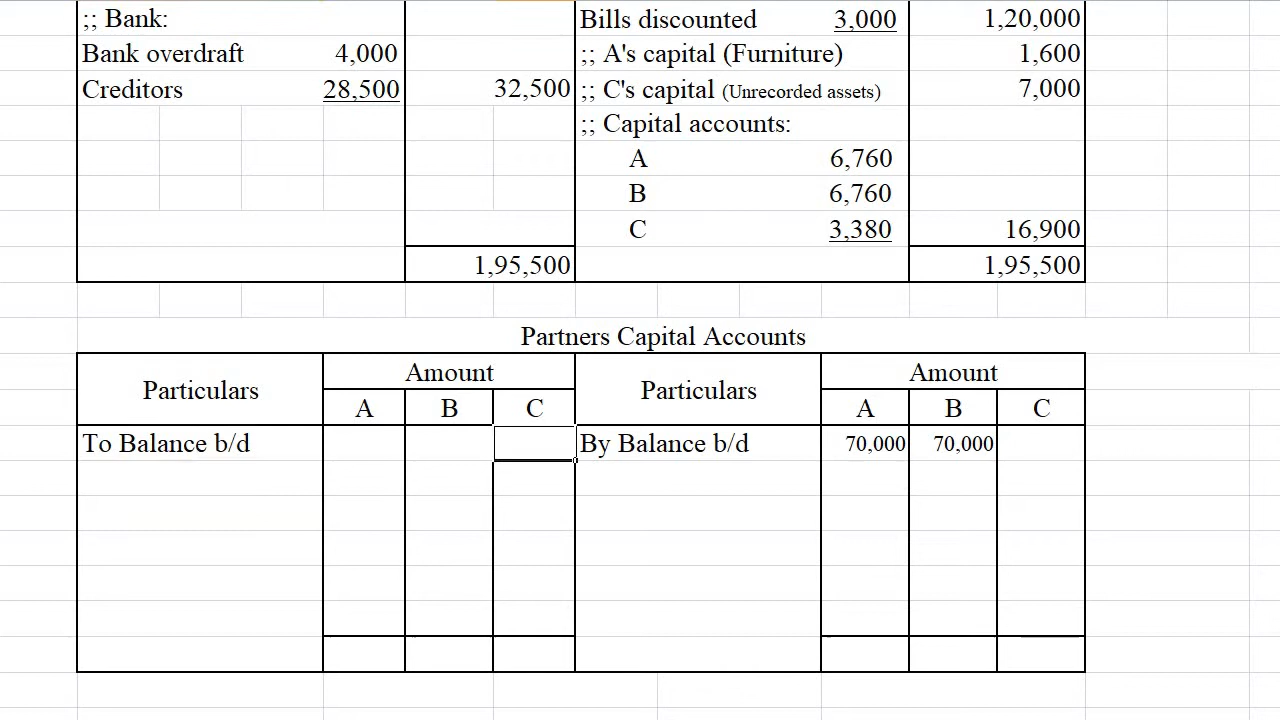 ;; Bank: Bills discounted 3,000 1,20,000
Bank overdraft 4,000 ;; A's capital (Furniture) 1,600
Creditors 28,500 32,500 ;; C's capital (Unrecorded assets) 7,000
;; Capital accounts:
A 6,760
B 6,760
C 3,380 16,900
1,95,500 1,95,500
Partners Capital Accounts
Particulars Amount Particulars Amount
A B C A B C
To Balance b/d By Balance b/d 70,000 70,000